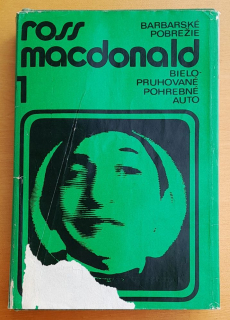 ross
macdonald
1
BARBARSKÉ
POBREŽIE
BIELO-
PRUHOVANÉ
POHREBNÉ
AUTO